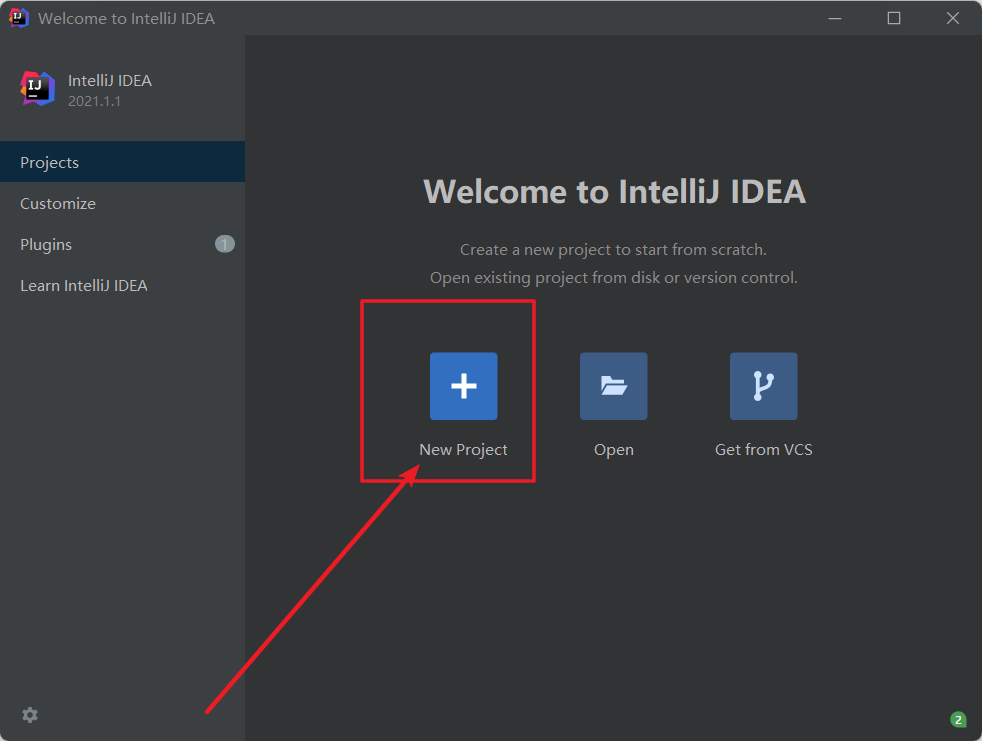 Welcome to IntelliJ IDEA
IJ
IntelliJ IDEA
2021.1.1
Projects
Customize
Plugins 1
Learn IntelliJ IDEA
Welcome to IntelliJ IDEA
Create a new project to start from scratch.
Open existing project from disk or version control.
New Project Open Get from VCS
2